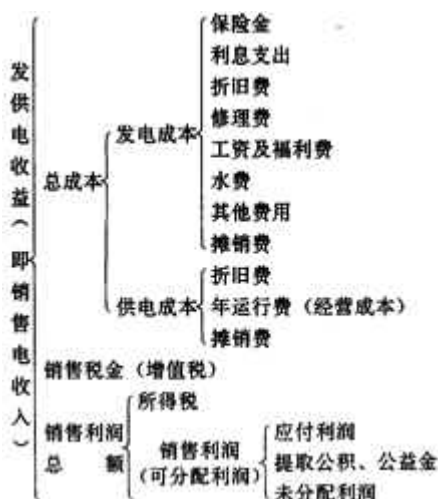 发供电收益（即销售电收入）
总成本
发电成本
保险金
利息支出
折旧费
修理费
工资及福利费
水费
其他费用
摊销费
供电成本
折旧费
年运行费（经营成本）
摊销费
销售税金（增值税）
销售利润
总额
所得税
销售利润
（可分配利润）
应付利润
提取公积、公益金
未分配利润